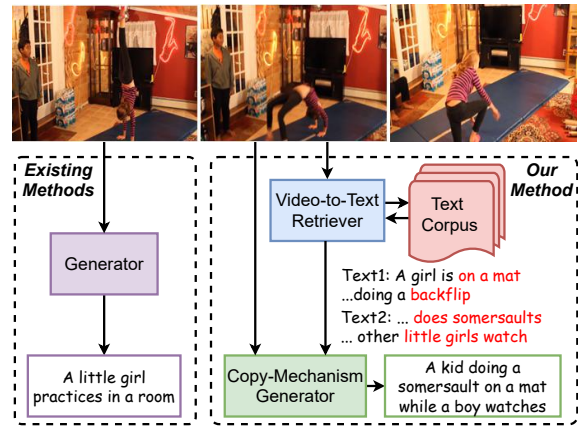 Existing
Methods
Generator
A little girl
practices in a room
Our
Method
Video-to-Text
Retriever
Text
Corpus
Text1: A girl is on a mat
...doing a backflip
Text2: ... does somersaults
... other little girls watch
Copy-Mechanism
Generator
A kid doing a
somersault on a mat
while a boy watches